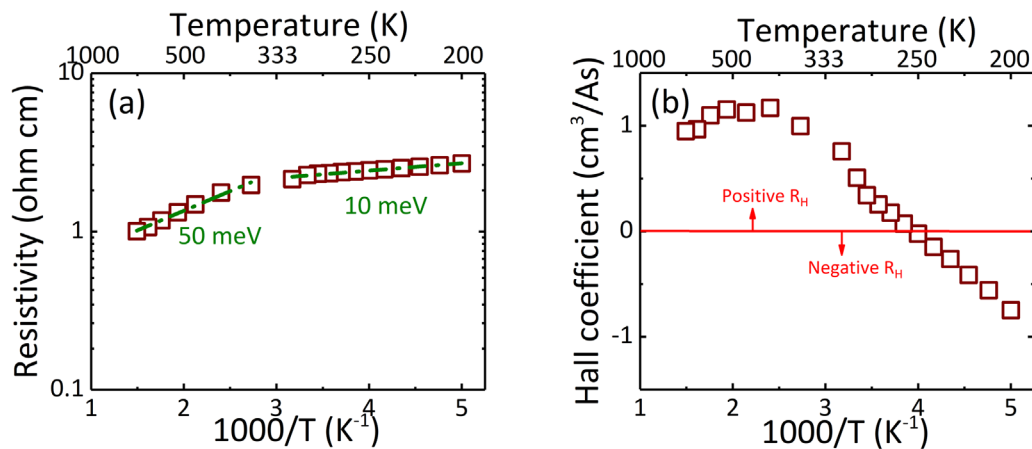 Temperature (K)
1000 500 333 250 200
10
1
0.1
Resistivity (ohm cm)
(a)
50 meV
10 meV
1 2 3 4 5
1000/T (K⁻¹)
Temperature (K)
1000 500 333 250 200
1
0
-1
Hall coefficient (cm³/As)
(b)
Positive R_H
Negative R_H
1 2 3 4 5
1000/T (K⁻¹)